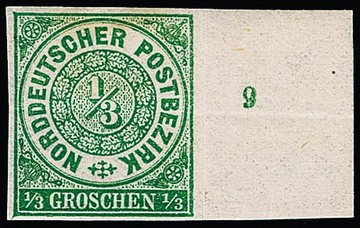 NORDDEUTSCHER POSTBEZIRK
1/3
1/3 GROSCHEN 1/3
9